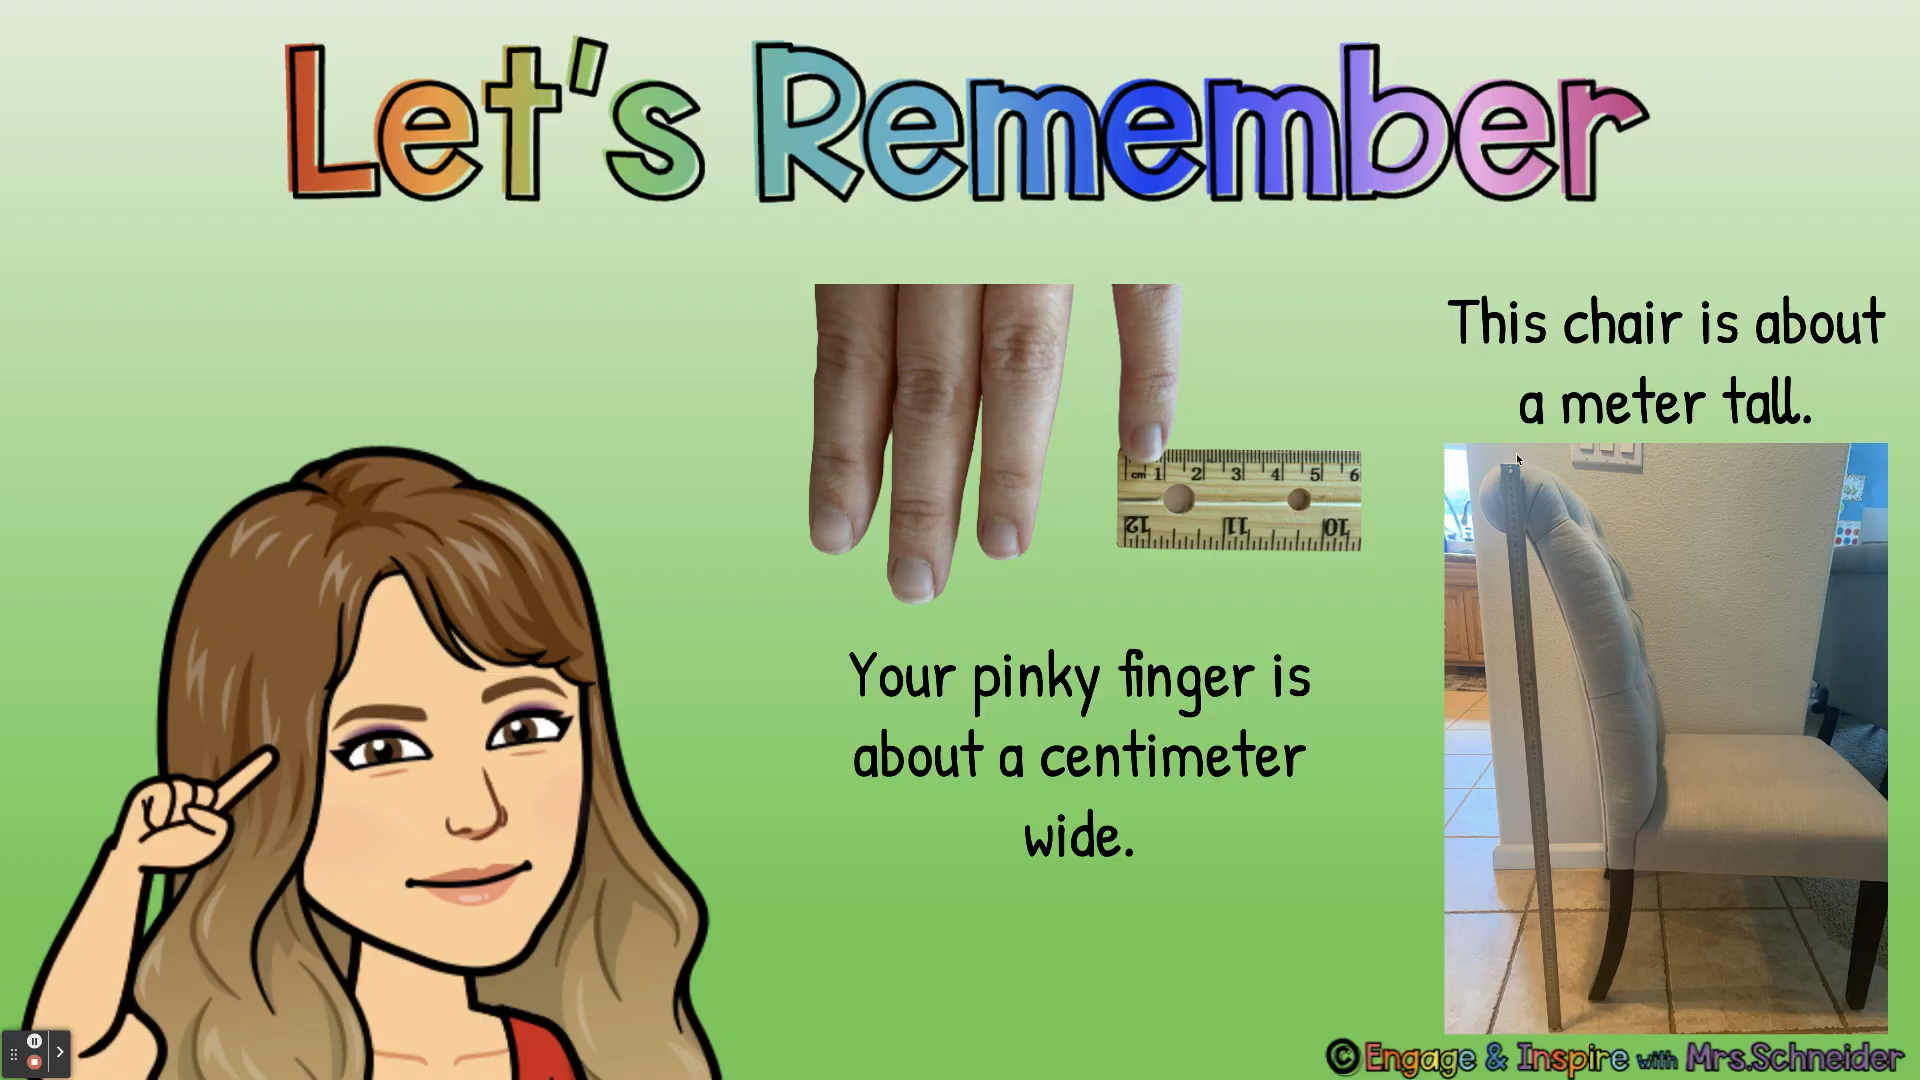 Let's Remember
This chair is about
a meter tall.
cm 1 2 3 4 5 6
12 11 10
Your pinky finger is
about a centimeter
wide.
© Engage & Inspire with Mrs.Schneider